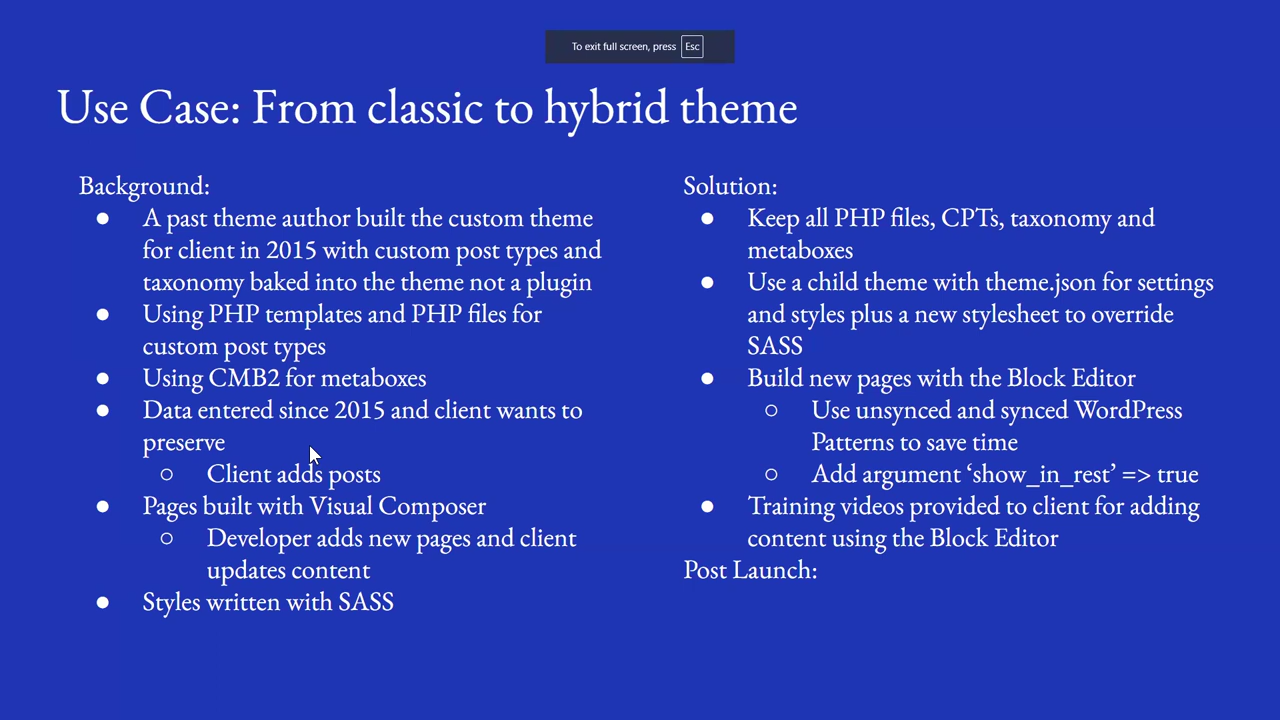 To exit full screen, press Esc
Use Case: From classic to hybrid theme
Background:
● A past theme author built the custom theme
for client in 2015 with custom post types and
taxonomy baked into the theme not a plugin
● Using PHP templates and PHP files for
custom post types
● Using CMB2 for metaboxes
● Data entered since 2015 and client wants to
preserve
○ Client adds posts
● Pages built with Visual Composer
○ Developer adds new pages and client
updates content
● Styles written with SASS
Solution:
● Keep all PHP files, CPTs, taxonomy and
metaboxes
● Use a child theme with theme.json for settings
and styles plus a new stylesheet to override
SASS
● Build new pages with the Block Editor
○ Use unsynced and synced WordPress
Patterns to save time
○ Add argument ‘show_in_rest’ => true
● Training videos provided to client for adding
content using the Block Editor
Post Launch: